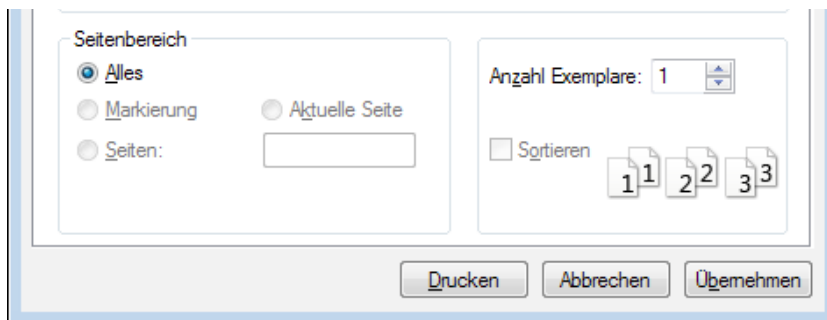 Seitenbereich
Alles
Markierung
Aktuelle Seite
Seiten:
Anzahl Exemplare: 1
Sortieren
1 1 2 2 3 3
Drucken
Abbrechen
Übernehmen